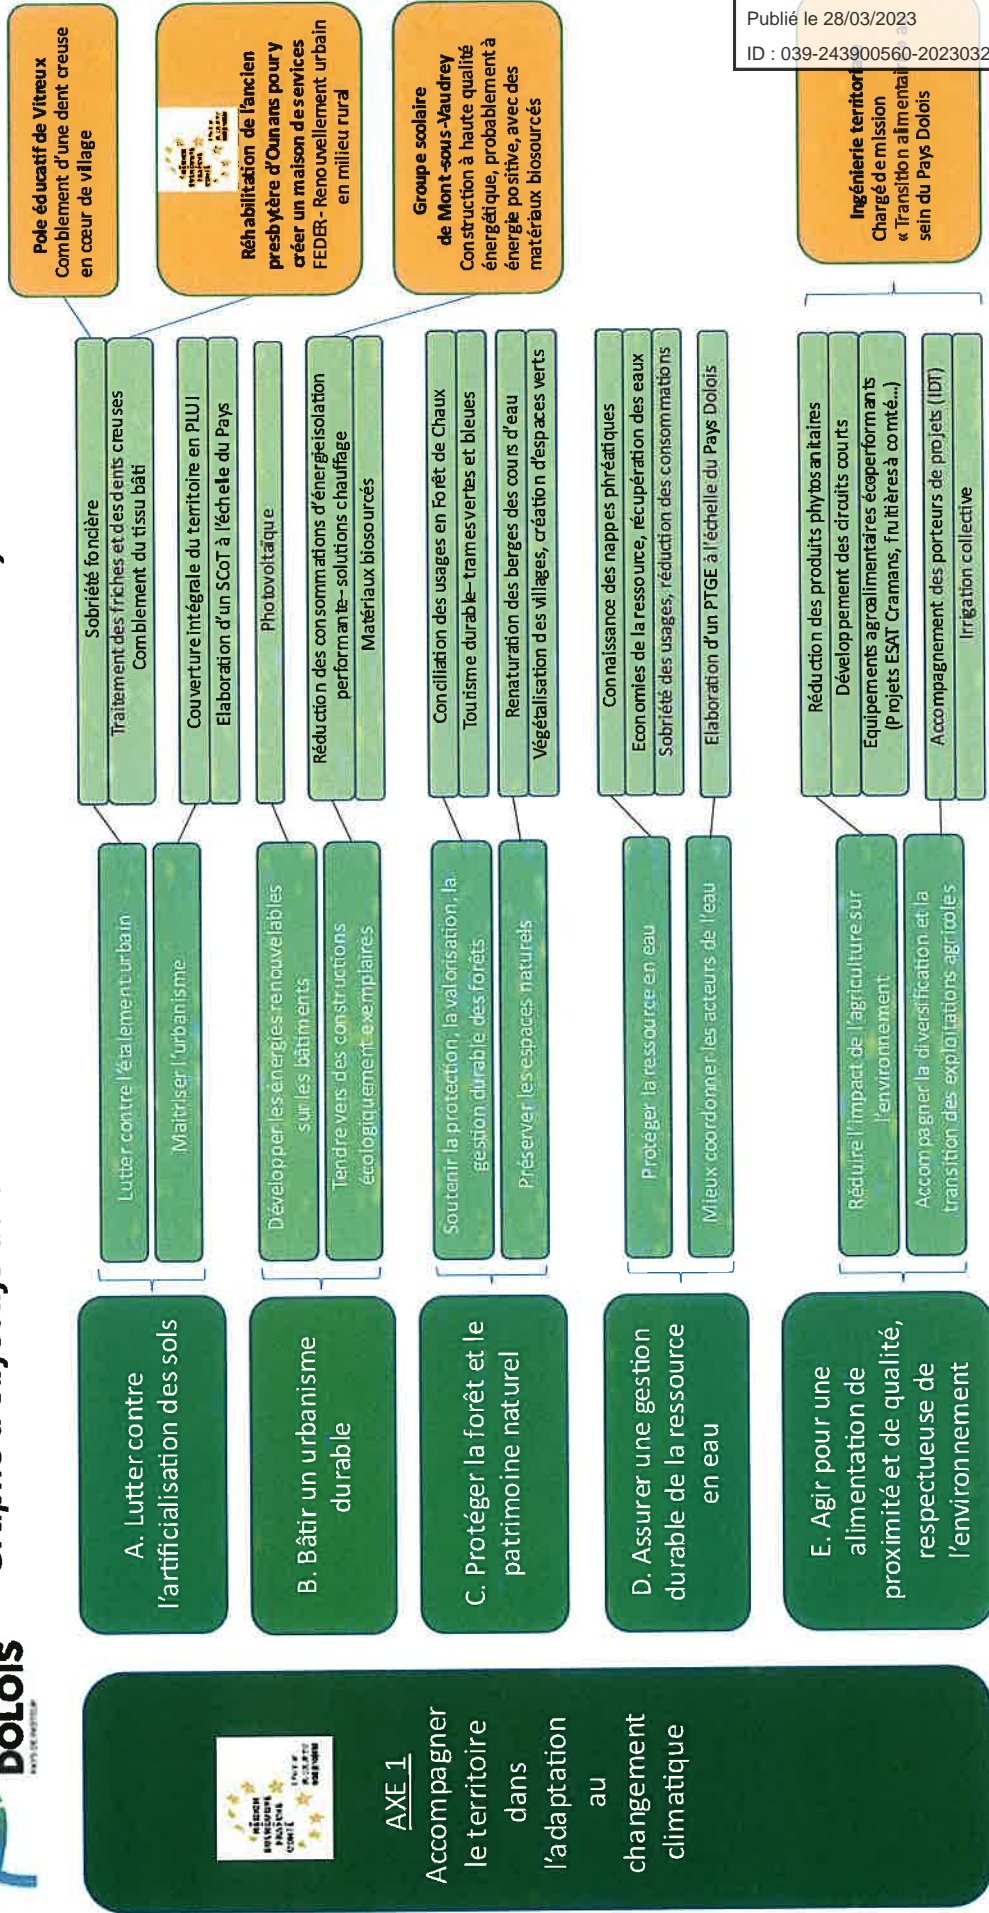 Publié le 28/03/2023
ID : 039-243900560-2023032
DOLOIS
AXE 1
Accompagner
le territoire
dans
l'adaptation
au
changement
climatique
A. Lutter contre
l'artificialisation des sols
Lutter contre l'étalement urbain
Maitriser l'urbanisme
Sobriété foncière
Traitement des friches et des dents creuses
Comblement du tissu bâti
Couverture intégrale du territoire en PLUI
Elaboration d'un SCoT à l'échelle du Pays
Pole éducatif de Vitreux
Comblement d'une dent creuse
en cœur de village
RÉGION
BOURGOGNE
FRANCHE
COMTÉ
Réhabilitation de l'ancien
presbytère d'Ounans pour y
créer un maison de services
FEDER- Renouvellement urbain
en milieu rural
B. Bâtir un urbanisme
durable
Développer les énergies renouvelables
sur les bâtiments
Tendre vers des constructions
écologiquement exemplaires
Photovoltaïque
Réduction des consommations d'énergie isolation
performante– solutions chauffage
Matériaux biosourcés
Groupe scolaire
de Mont-sous-Vaudrey
Construction à haute qualité
énergétique, probablement à
énergie positive, avec des
matériaux biosourcés
C. Protéger la forêt et le
patrimoine naturel
Soutenir la protection, la valorisation, la
gestion durable des forêts
Préserver les espaces naturels
Conciliation des usages en Forêt de Chaux
Tourisme durable– trames vertes et bleues
Renaturation des berges des cours d'eau
Végétalisation des villages, création d'espaces verts
D. Assurer une gestion
durable de la ressource
en eau
Protéger la ressource en eau
Mieux coordonner les acteurs de l'eau
Connaissance des nappes phréatiques
Economies de la ressource, récupération des eaux
Sobriété des usages, réduction des consommations
Elaboration d'un PTGE à l'échelle du Pays Dolois
E. Agir pour une
alimentation de
proximité et de qualité,
respectueuse de
l'environnement
Réduire l'impact de l'agriculture sur
l'environnement
Accompagner la diversification et la
transition des exploitations agricoles
Réduction des produits phytosanitaires
Développement des circuits courts
Equipements agroalimentaires écoperformants
(Projets ESAT Cramans, fruitières à comté...)
Accompagnement des porteurs de projets (IDT)
Irrigation collective
Ingénierie territori
Chargé de mission
« Transition alimentair
sein du Pays Dolois